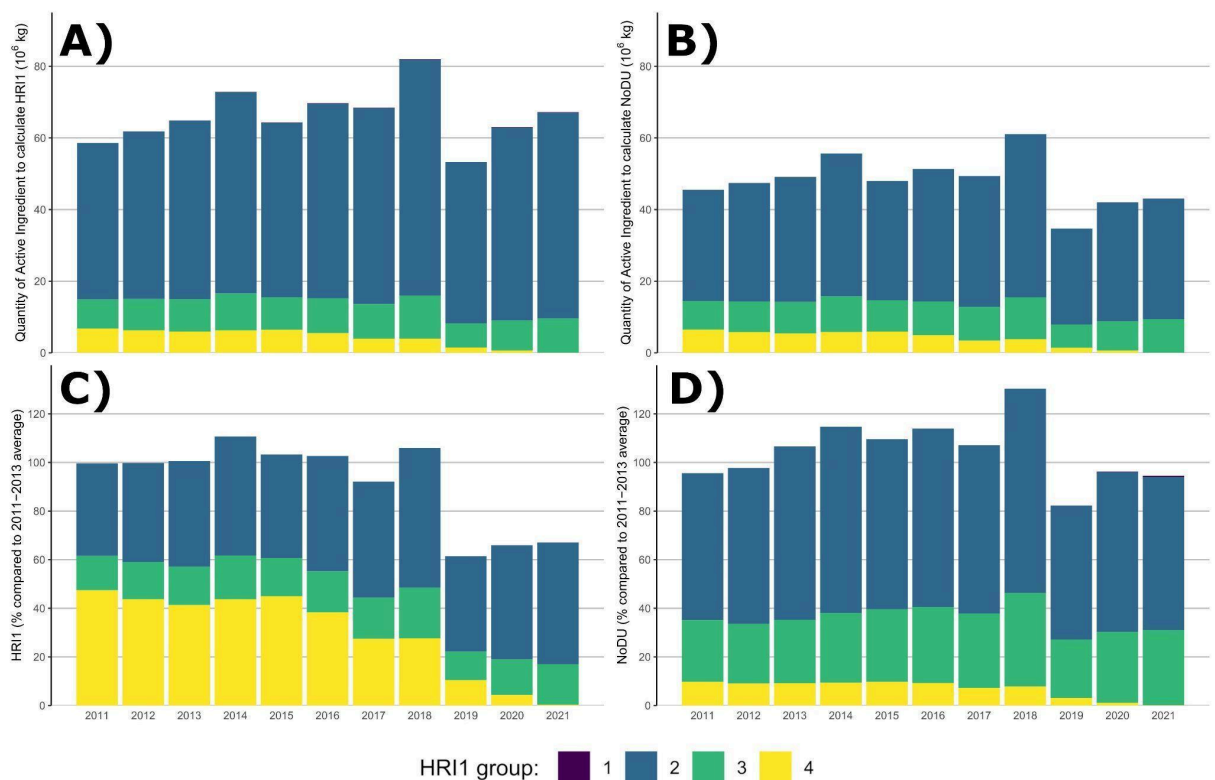 A)
Quantity of Active Ingredient to calculate HRI1 (10⁶ kg)
80
60
40
20
0
B)
Quantity of Active Ingredient to calculate NoDU (10⁶ kg)
80
60
40
20
0
C)
HRI1 (% compared to 2011−2013 average)
120
100
80
60
40
20
0
2011 2012 2013 2014 2015 2016 2017 2018 2019 2020 2021
D)
NoDU (% compared to 2011−2013 average)
120
100
80
60
40
20
0
2011 2012 2013 2014 2015 2016 2017 2018 2019 2020 2021
HRI1 group: 1 2 3 4